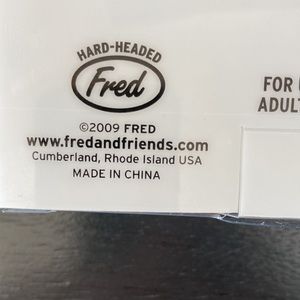 HARD-HEADED
Fred
©2009 FRED
www.fredandfriends.com
Cumberland, Rhode Island USA
MADE IN CHINA
FOR
ADULT